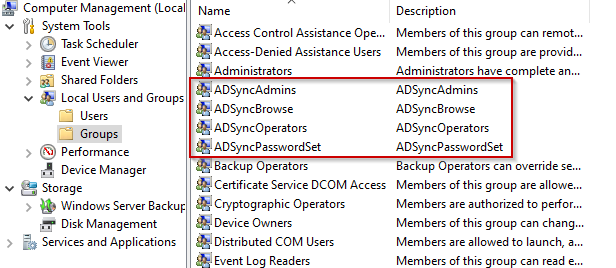 Computer Management (Local
System Tools
Task Scheduler
Event Viewer
Shared Folders
Local Users and Groups
Users
Groups
Performance
Device Manager
Storage
Windows Server Backup
Disk Management
Services and Applications
Name Description
Access Control Assistance Ope... Members of this group can remot...
Access-Denied Assistance Users Members of this group are provid...
Administrators Administrators have complete an...
ADSyncAdmins ADSyncAdmins
ADSyncBrowse ADSyncBrowse
ADSyncOperators ADSyncOperators
ADSyncPasswordSet ADSyncPasswordSet
Backup Operators Backup Operators can override se...
Certificate Service DCOM Access Members of this group are allowe...
Cryptographic Operators Members are authorized to perfor...
Device Owners Members of this group can chang...
Distributed COM Users Members are allowed to launch, a...
Event Log Readers Members of this group can read e...